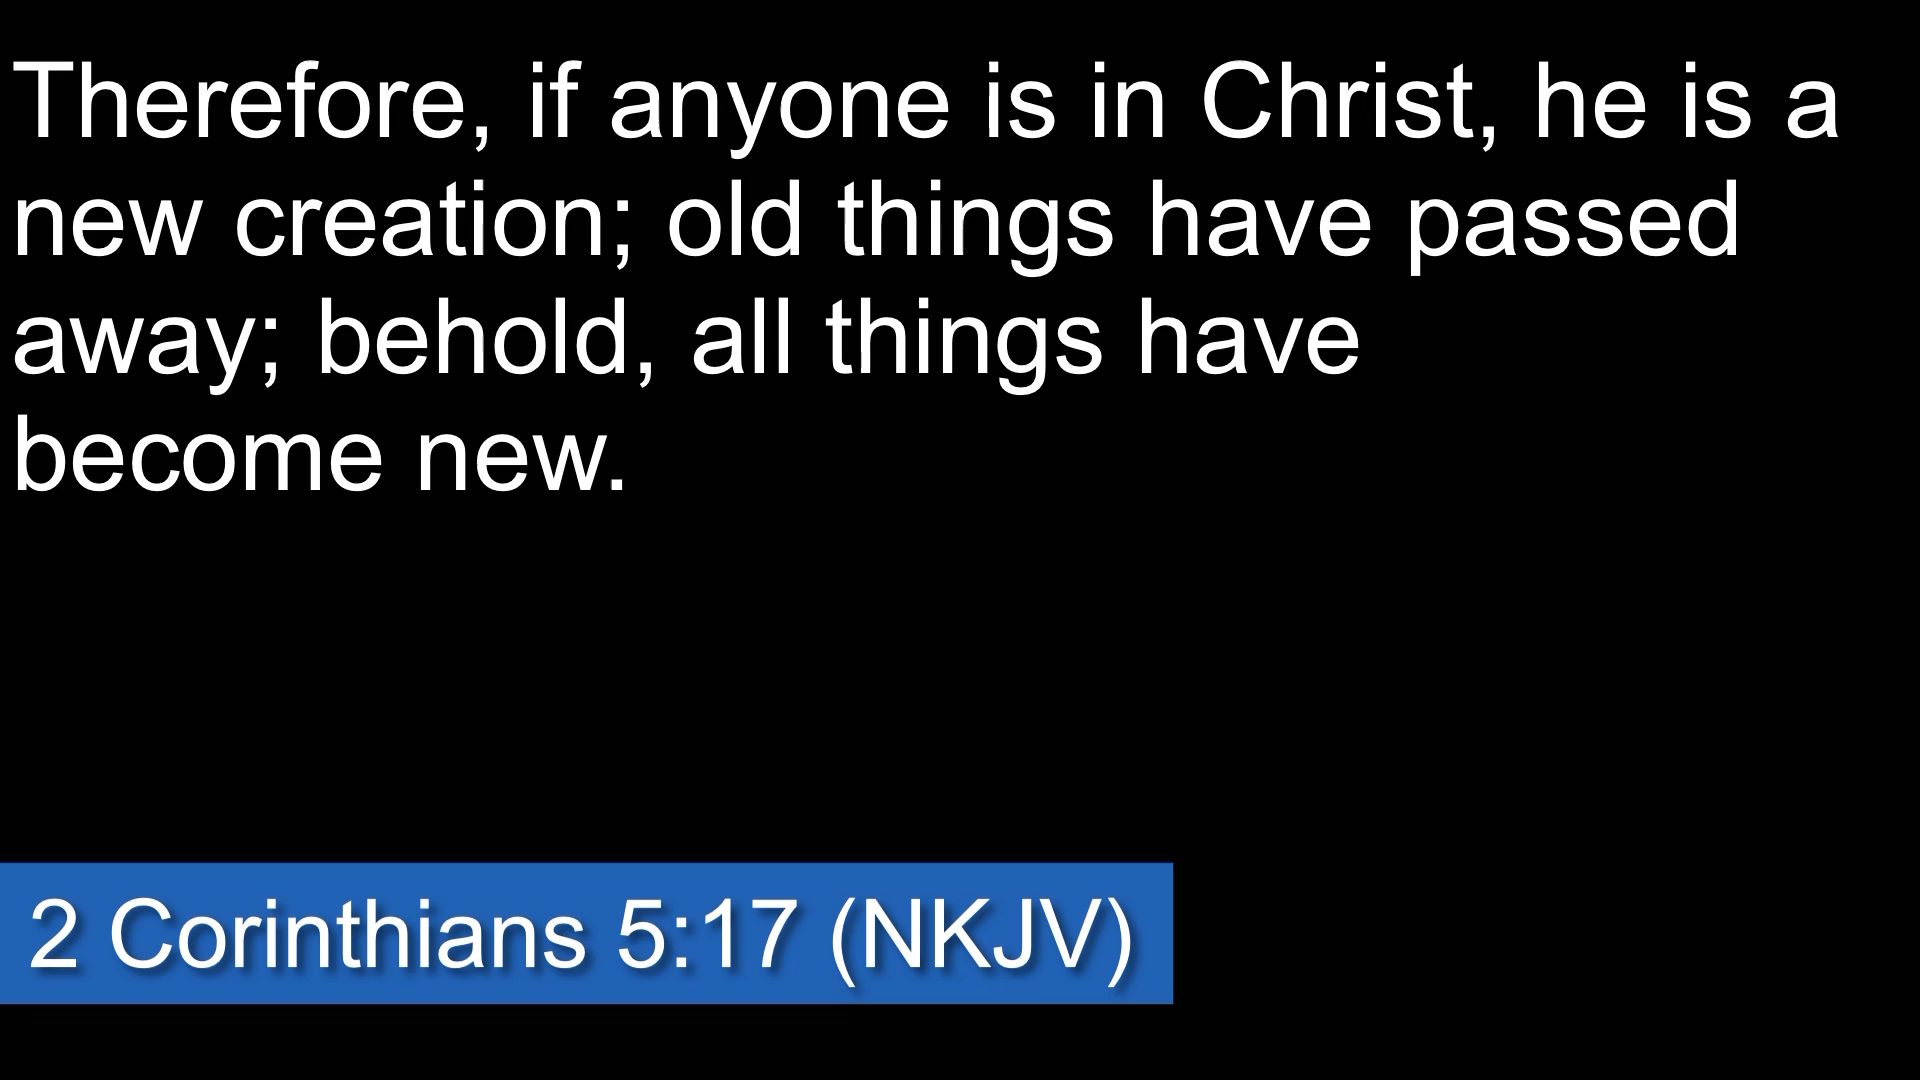 Therefore, if anyone is in Christ, he is a
new creation; old things have passed
away; behold, all things have
become new.
2 Corinthians 5:17 (NKJV)